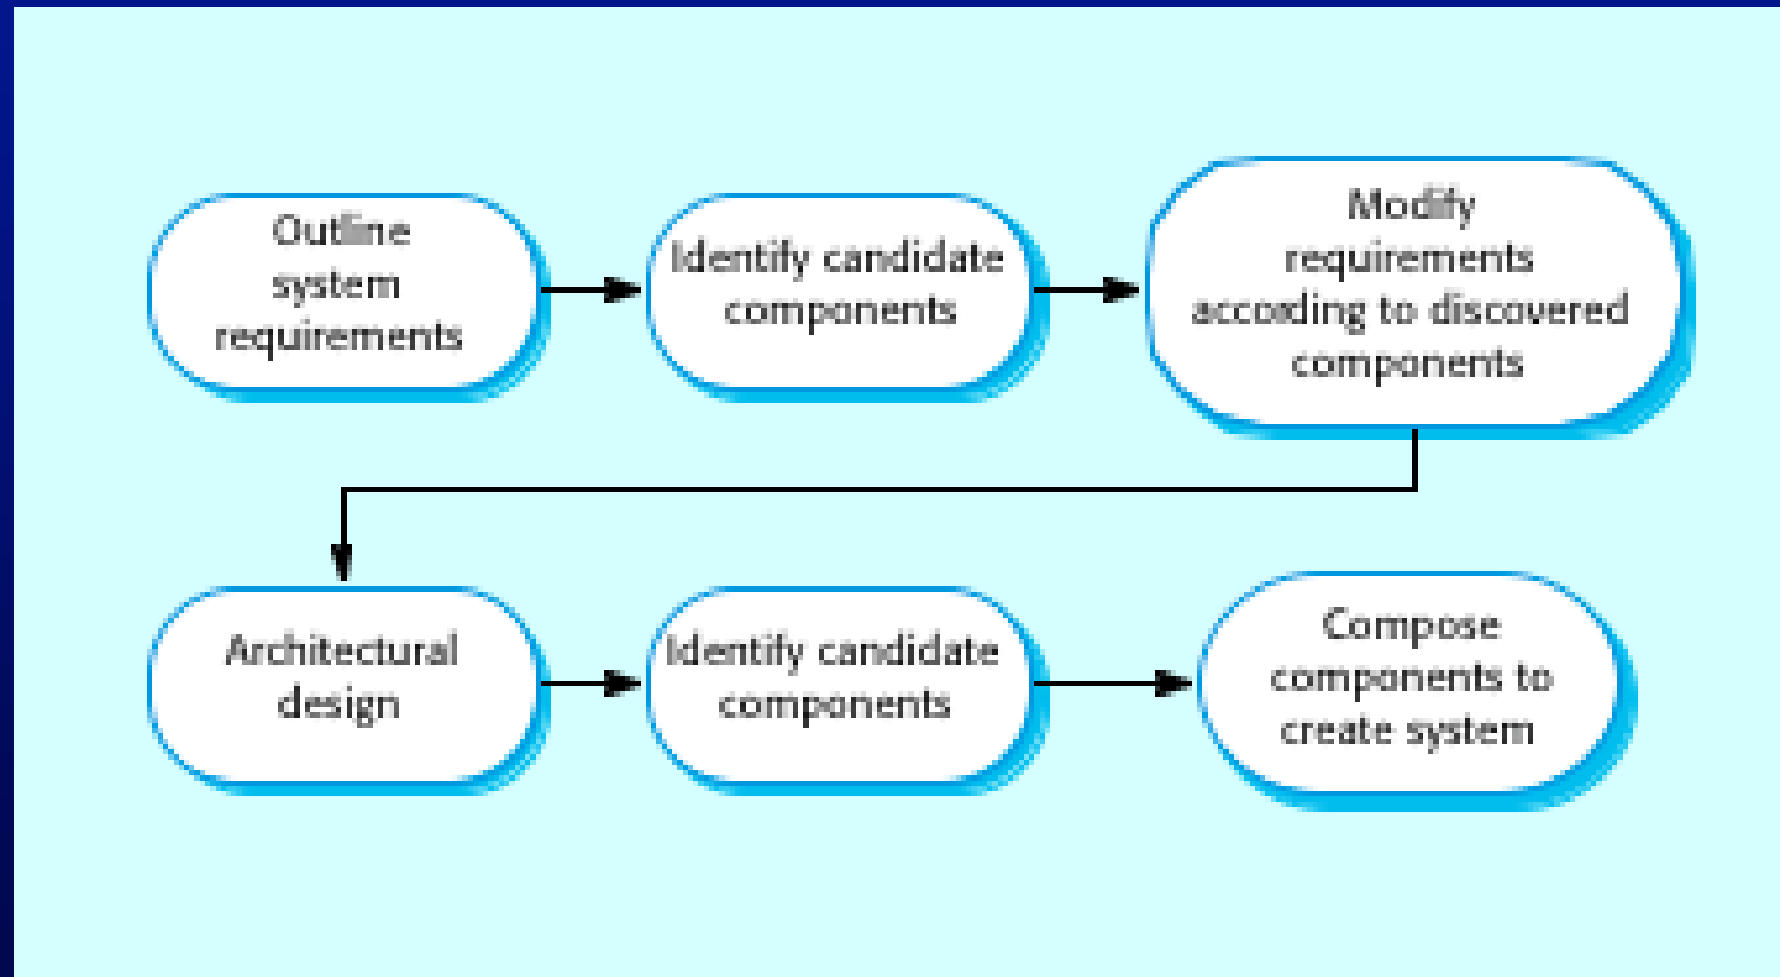 Outline
system
requirements
Identify candidate
components
Modify
requirements
according to discovered
components
Architectural
design
Identify candidate
components
Compose
components to
create system